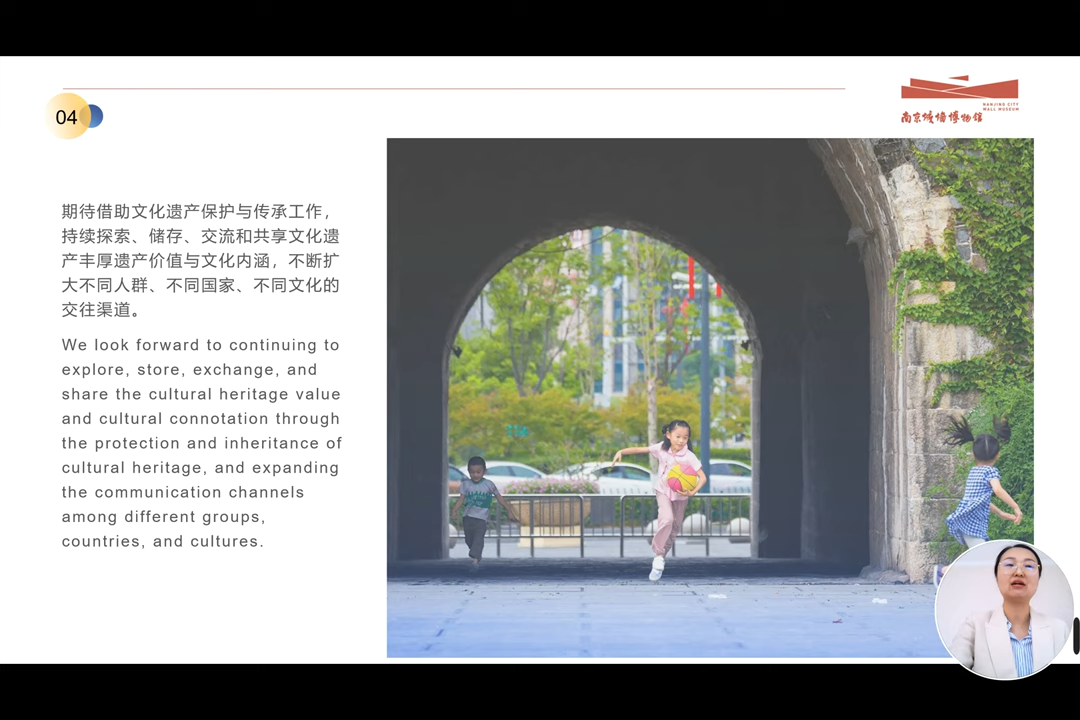 04
NANJING CITY
WALL MUSEUM
南京城墙博物馆
期待借助文化遗产保护与传承工作，
持续探索、储存、交流和共享文化遗
产丰厚遗产价值与文化内涵，不断扩
大不同人群、不同国家、不同文化的
交往渠道。
We look forward to continuing to
explore, store, exchange, and
share the cultural heritage value
and cultural connotation through
the protection and inheritance of
cultural heritage, and expanding
the communication channels
among different groups,
countries, and cultures.